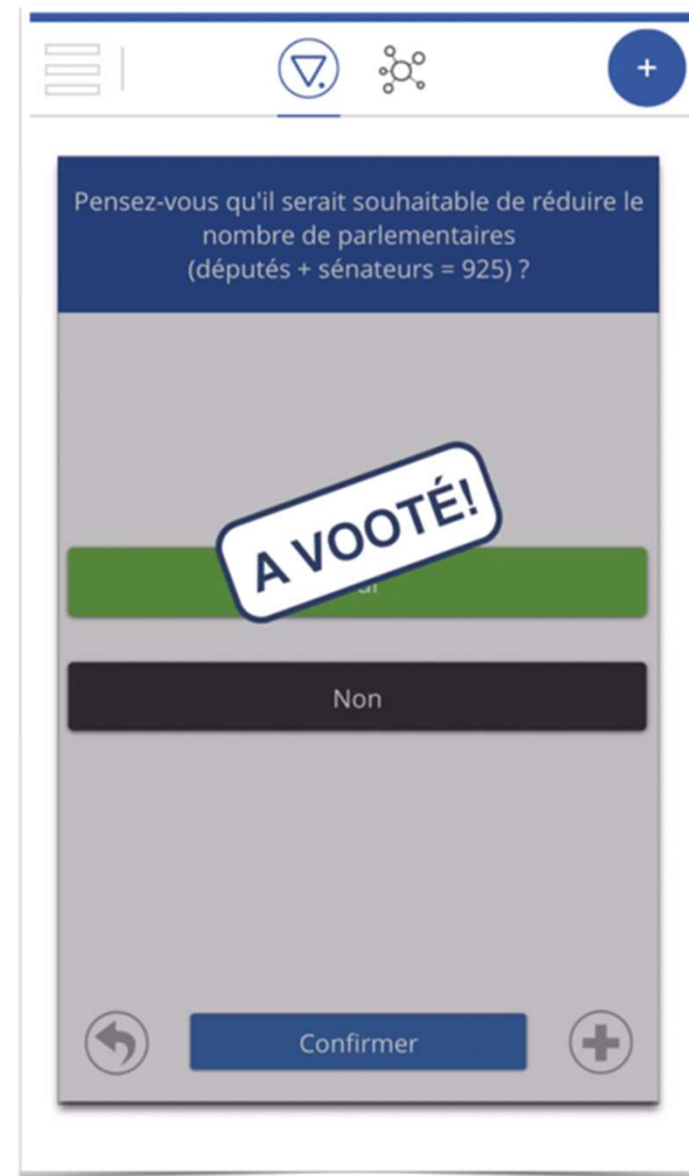 +
Pensez-vous qu'il serait souhaitable de réduire le
nombre de parlementaires
(députés + sénateurs = 925) ?
A VOOTÉ!
Non
Confirmer